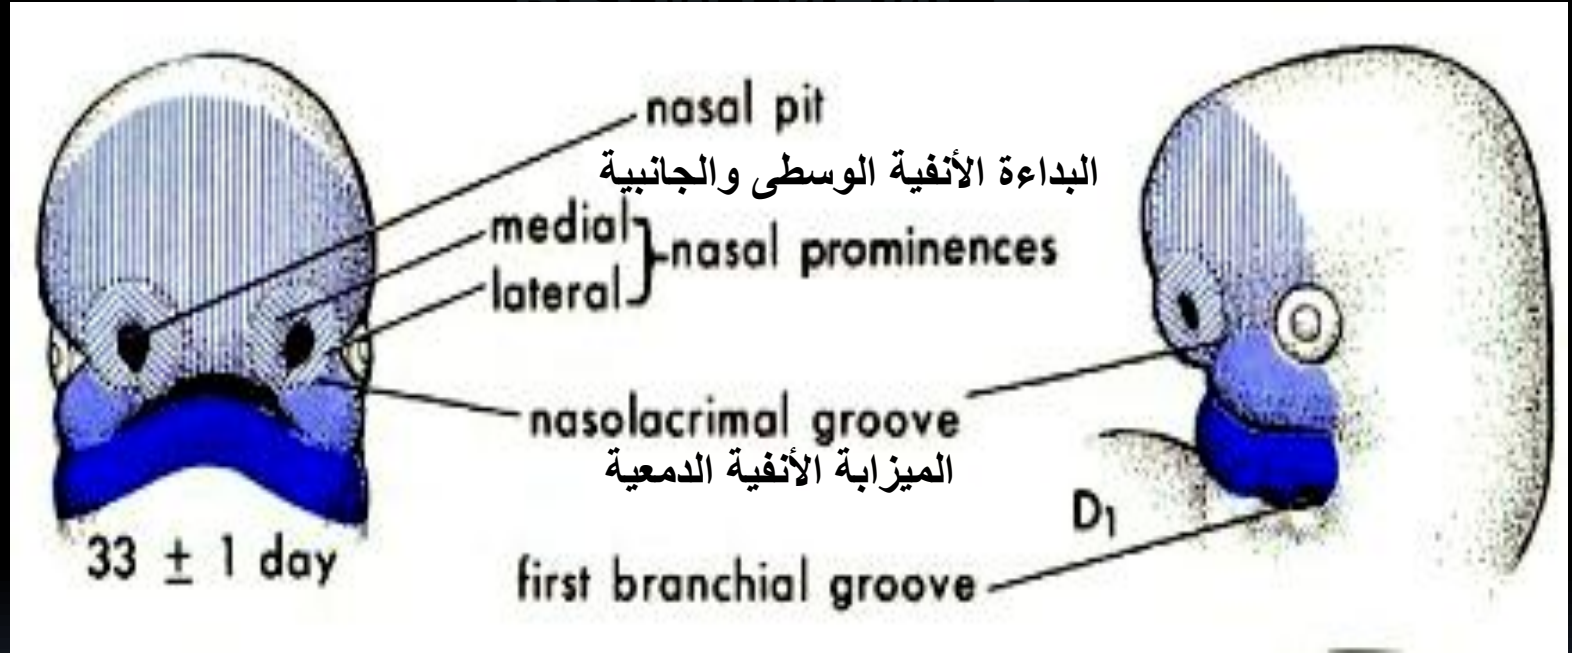 nasal pit
البداءة الأنفية الوسطى والجانبية
medial
lateral
nasal prominences
nasolacrimal groove
الميزابة الأنفية الدمعية
D1
33 ± 1 day
first branchial groove